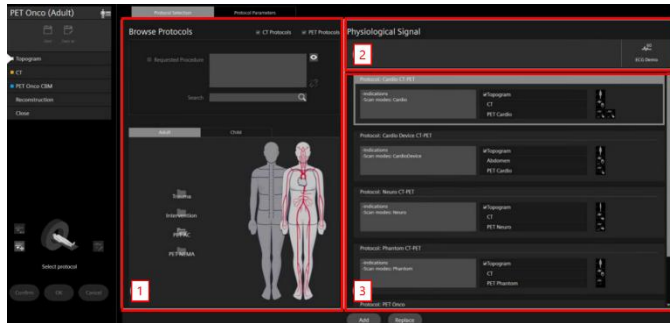 PET Onco (Adult)
Topogram
CT
PET Onco CBM
Reconstruction
Close
Select protocol
Confirm
OK
Cancel
Protocol Selection
Protocol Parameters
Browse Protocols
CT Protocols
PET Protocols
Requested Procedure
Search
Adult
Child
Trauma
Intervention
PET AC
PET NEMA
1
Physiological Signal
2
ECG Demo
Protocol: Cardio CT-PET
Indications
-Scan modes: Cardio
Topogram
CT
PET Cardio
Protocol: Cardio Device CT-PET
Indications
-Scan modes: CardioDevice
Topogram
Abdomen
PET Cardio
Protocol: Neuro CT-PET
Indications
-Scan modes: Neuro
Topogram
CT
PET Neuro
Protocol: Phantom CT-PET
Indications
-Scan modes: Phantom
Topogram
CT
PET Phantom
3
Protocol: PET Onco
Add
Replace